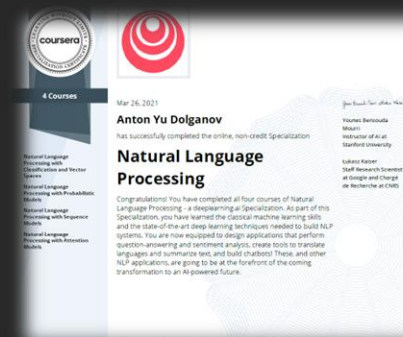 coursera
SPECIALIZATION CERTIFICATE
4 Courses
Natural Language
Processing with
Classification and Vector
Spaces
Natural Language
Processing with Probabilistic
Models
Natural Language
Processing with Sequence
Models
Natural Language
Processing with Attention
Models
Mar 26, 2021
Anton Yu Dolganov
has successfully completed the online, non-credit Specialization
Natural Language
Processing
Congratulations! You have completed all four courses of Natural
Language Processing - a deeplearning.ai Specialization. As part of this
Specialization, you have learned the classical machine learning skills
and the state-of-the-art deep learning techniques needed to build NLP
systems. You are now equipped to design applications that perform
question-answering and sentiment analysis, create tools to translate
languages and summarize text, and build chatbots! These, and other
NLP applications, are going to be at the forefront of the coming
transformation to an AI-powered future.
Younes Bensouda
Mourri
Instructor of AI at
Stanford University
Łukasz Kaiser
Staff Research Scientist
at Google and Chargé
de Recherche at CNRS